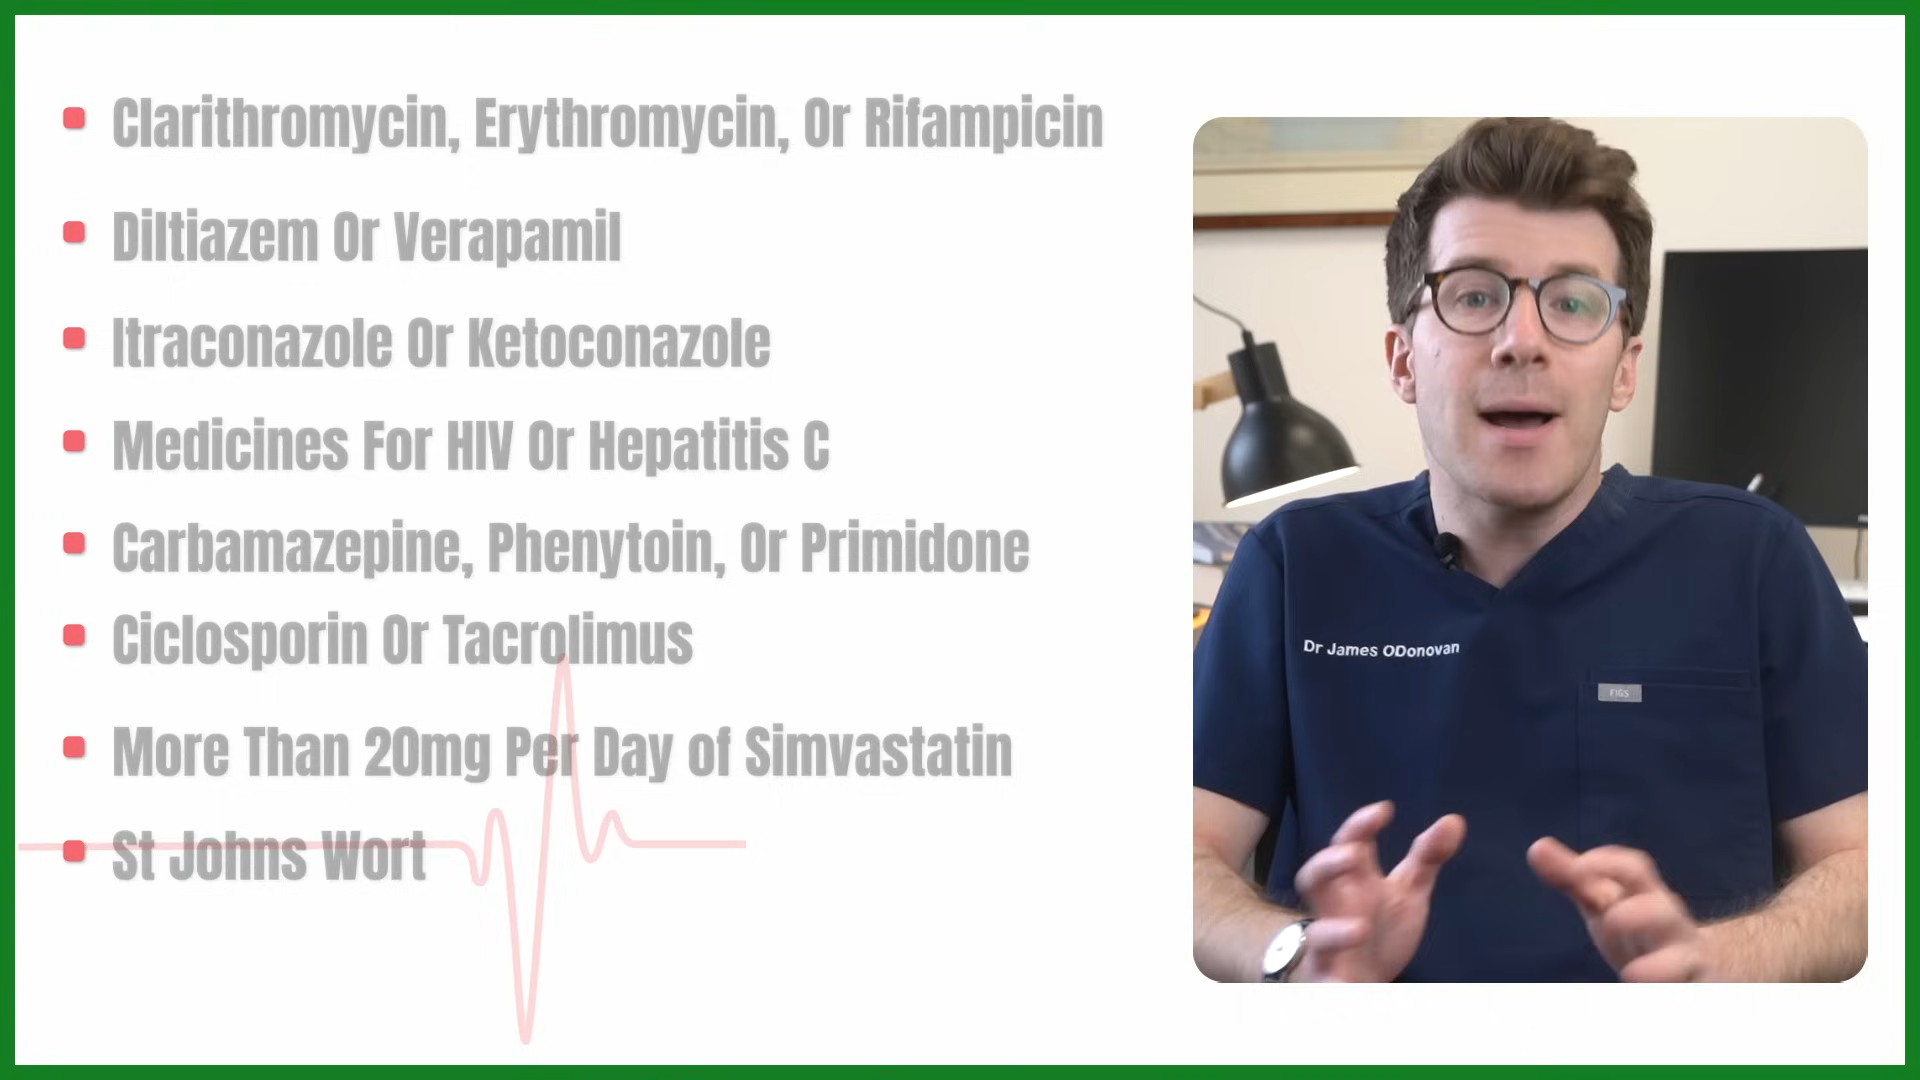 Clarithromycin, Erythromycin, Or Rifampicin
Diltiazem Or Verapamil
Itraconazole Or Ketoconazole
Medicines For HIV Or Hepatitis C
Carbamazepine, Phenytoin, Or Primidone
Ciclosporin Or Tacrolimus
More Than 20mg Per Day of Simvastatin
St Johns Wort
Dr James ODonovan
FIGS